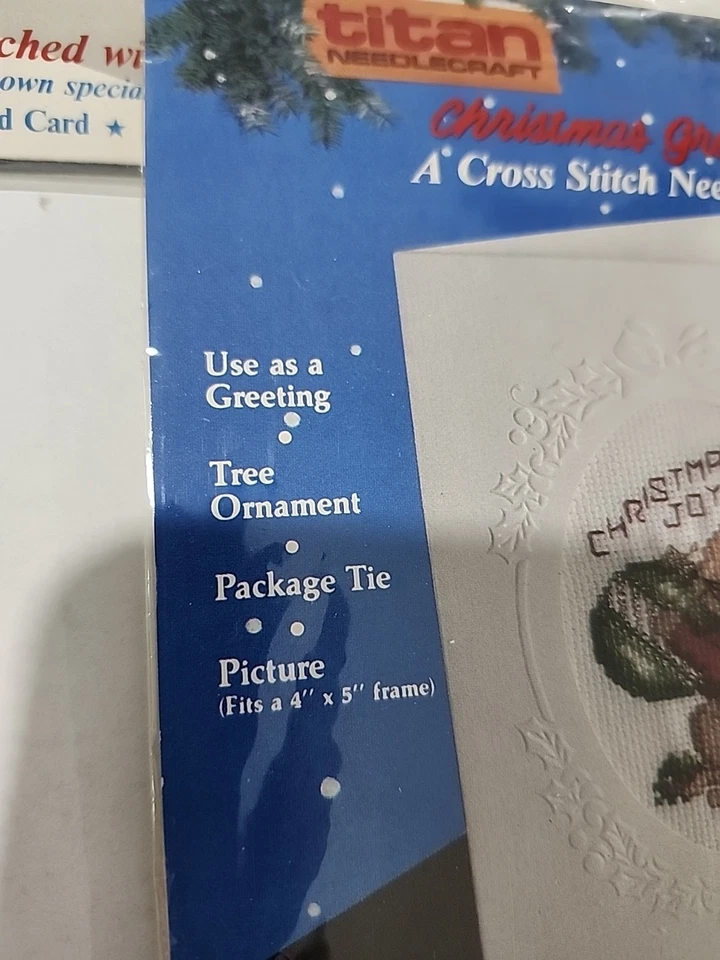 ched wi
own specia
d Card ★
titan
NEEDLECRAFT
Christmas Gre
A Cross Stitch Nee
Use as a
Greeting
Tree
Ornament
Package Tie
Picture
(Fits a 4" x 5" frame)
CHRISTMA
JOY